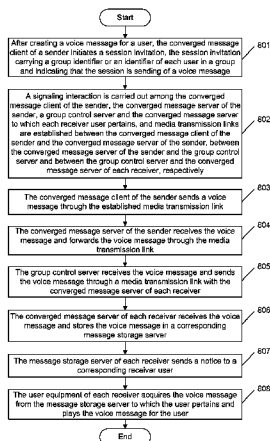 Start
After creating a voice message for a user, the converged message
client of a sender initiates a session invitation, the session invitation
carrying a group identifier or an identifier of each user in a group
and indicating that the session is sending of a voice message
801
A signaling interaction is carried out among the converged
message client of the sender, the converged message server of the
sender, a group control server and the converged message server
to which each receiver user pertains, and media transmission links
are established between the converged message client of the
sender and the converged message server of the sender, between
the converged message server of the sender and the group control
server and between the group control server and the converged
message server of each receiver, respectively
802
The converged message client of the sender sends a
voice message through the established media transmission link
803
The converged message server of the sender receives the voice
message and forwards the voice message through the media
transmission link
804
The group control server receives the voice message and sends
the voice message through a media transmission link with the
converged message server of each receiver
805
The converged message server of each receiver receives the voice
message and stores the voice message in a corresponding
message storage server
806
The message storage server of each receiver sends a notice to a
corresponding receiver user
807
The user equipment of each receiver acquires the voice message
from the message storage server to which the user pertains and
plays the voice message for the user
808
End